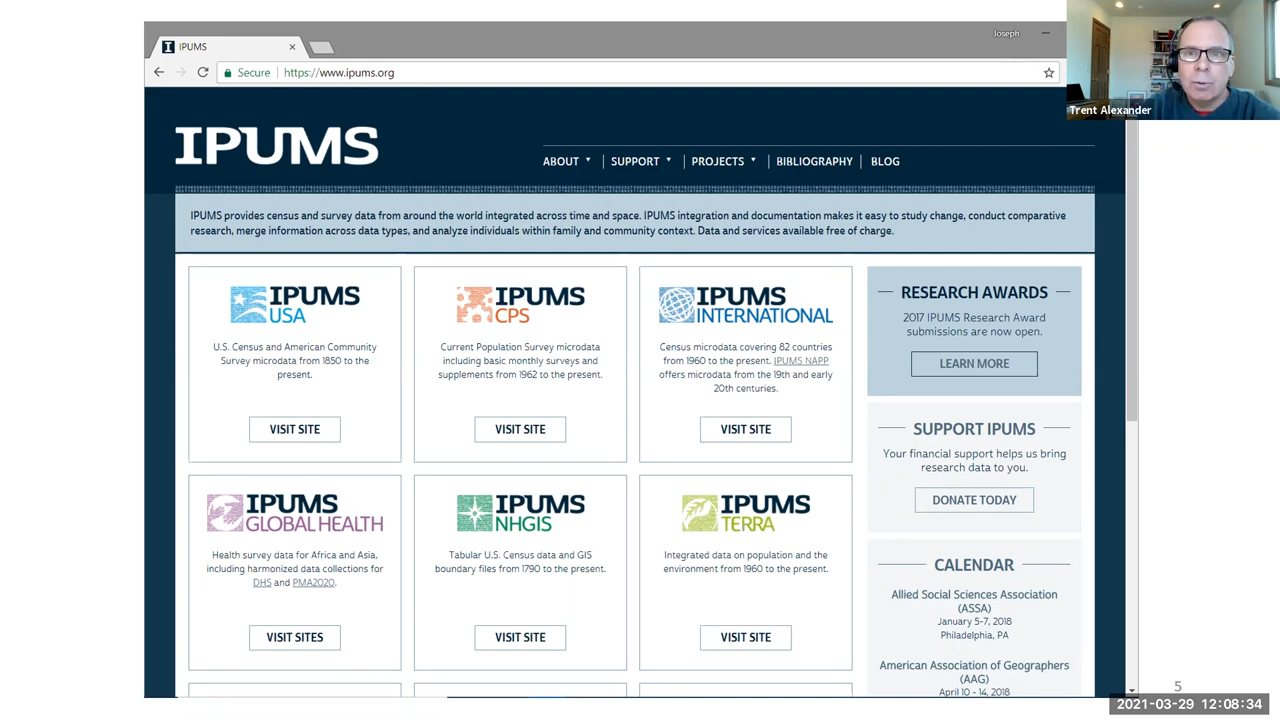 IPUMS
Joseph
Secure
https://www.ipums.org
Trent Alexander
IPUMS
ABOUT
SUPPORT
PROJECTS
BIBLIOGRAPHY
BLOG
IPUMS provides census and survey data from around the world integrated across time and space. IPUMS integration and documentation makes it easy to study change, conduct comparative
research, merge information across data types, and analyze individuals within family and community context. Data and services available free of charge.
IPUMS
USA
U.S. Census and American Community
Survey microdata from 1850 to the
present.
VISIT SITE
IPUMS
CPS
Current Population Survey microdata
including basic monthly surveys and
supplements from 1962 to the present.
VISIT SITE
IPUMS
INTERNATIONAL
Census microdata covering 82 countries
from 1960 to the present. IPUMS NAPP
offers microdata from the 19th and early
20th centuries.
VISIT SITE
RESEARCH AWARDS
2017 IPUMS Research Award
submissions are now open.
LEARN MORE
SUPPORT IPUMS
Your financial support helps us bring
research data to you.
DONATE TODAY
IPUMS
GLOBAL HEALTH
Health survey data for Africa and Asia,
including harmonized data collections for
DHS and PMA2020.
VISIT SITES
IPUMS
NHGIS
Tabular U.S. Census data and GIS
boundary files from 1790 to the present.
VISIT SITE
IPUMS
TERRA
Integrated data on population and the
environment from 1960 to the present.
VISIT SITE
CALENDAR
Allied Social Sciences Association
(ASSA)
January 5-7, 2018
Philadelphia, PA
American Association of Geographers
(AAG)
April 10 - 14, 2018
5
2021-03-29 12:08:34